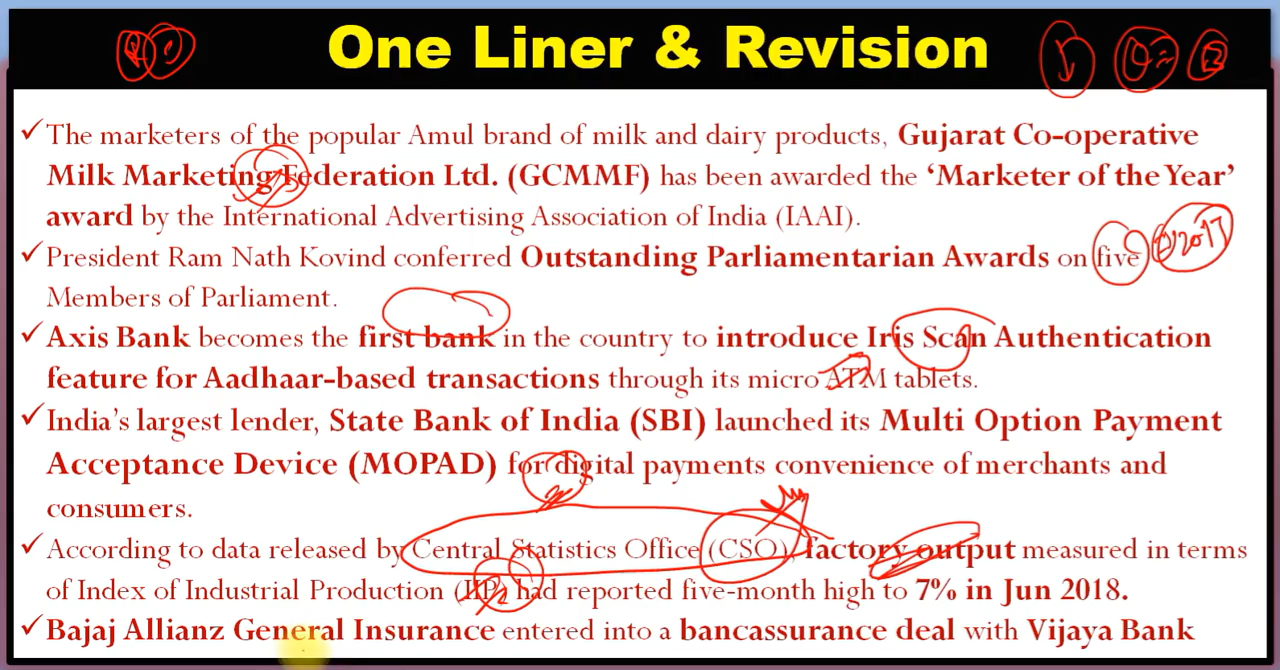 One Liner & Revision
✓The marketers of the popular Amul brand of milk and dairy products, Gujarat Co-operative
Milk Marketing Federation Ltd. (GCMMF) has been awarded the ‘Marketer of the Year’
award by the International Advertising Association of India (IAAI).
✓President Ram Nath Kovind conferred Outstanding Parliamentarian Awards on five
2017
Members of Parliament.
✓Axis Bank becomes the first bank in the country to introduce Iris Scan Authentication
feature for Aadhaar-based transactions through its micro ATM tablets.
✓India’s largest lender, State Bank of India (SBI) launched its Multi Option Payment
Acceptance Device (MOPAD) for digital payments convenience of merchants and
consumers.
✓According to data released by Central Statistics Office (CSO), factory output measured in terms
of Index of Industrial Production (IIP) had reported five-month high to 7% in Jun 2018.
✓Bajaj Allianz General Insurance entered into a bancassurance deal with Vijaya Bank